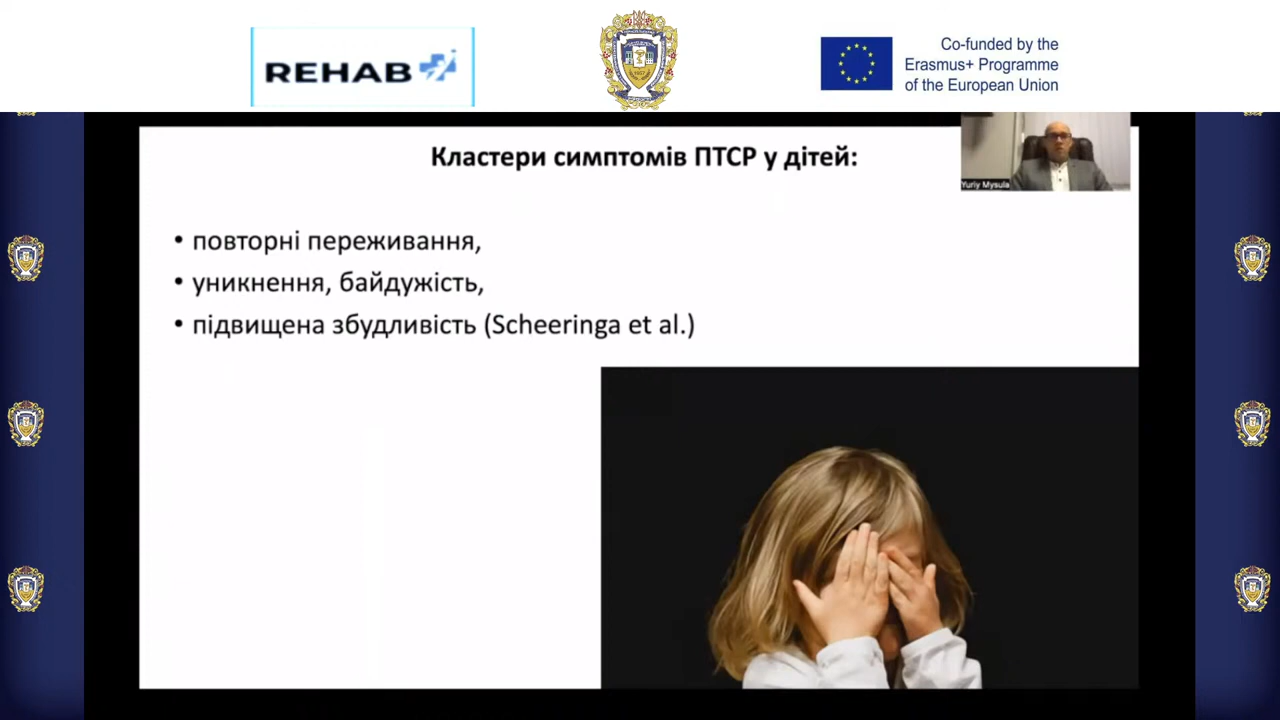 REHAB
Co-funded by the
Erasmus+ Programme
of the European Union
Кластери симптомів ПТСР у дітей:
Yuriy Mysula
• повторні переживання,
• уникнення, байдужість,
• підвищена збудливість (Scheeringa et al.)